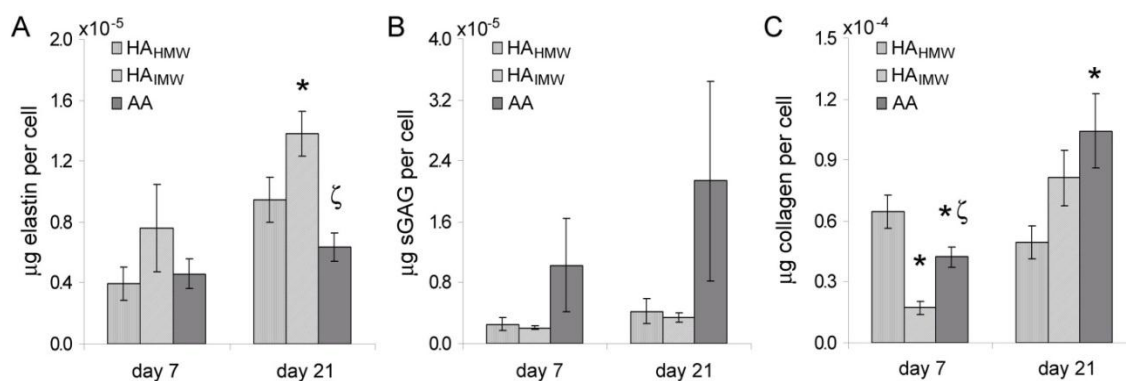 A
x10⁻⁵
2.0
1.6
1.2
0.8
0.4
0.0
µg elastin per cell
HA_HMW
HA_IMW
AA
*
ζ
day 7
day 21
B
x10⁻⁵
4.0
3.2
2.4
1.6
0.8
0.0
µg sGAG per cell
HA_HMW
HA_IMW
AA
day 7
day 21
C
x10⁻⁴
1.5
1.2
0.9
0.6
0.3
0.0
µg collagen per cell
HA_HMW
HA_IMW
AA
*
* ζ
*
day 7
day 21